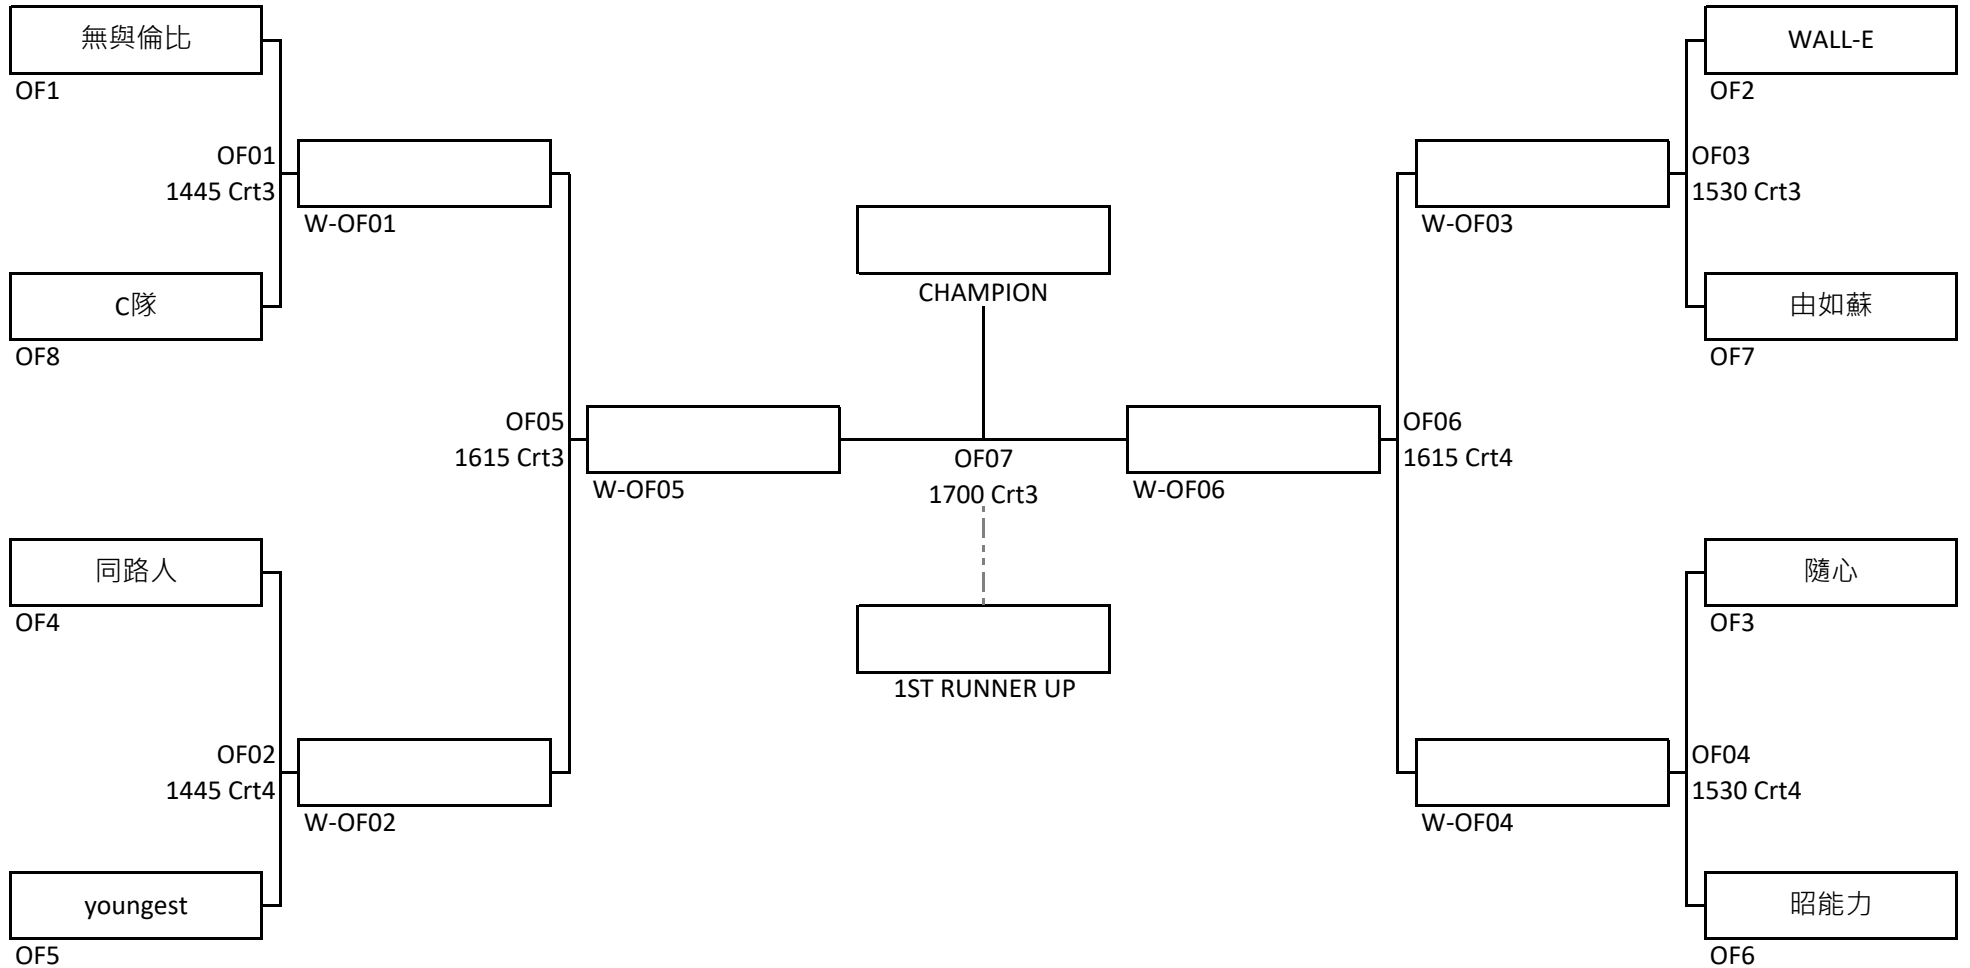 無與倫比
OF1
OF01
1445 Crt3
W-OF01
C隊
OF8
OF05
1615 Crt3
W-OF05
同路人
OF4
OF02
1445 Crt4
W-OF02
youngest
OF5
CHAMPION
OF07
1700 Crt3
1ST RUNNER UP
WALL-E
OF2
OF03
1530 Crt3
W-OF03
由如蘇
OF7
OF06
1615 Crt4
W-OF06
隨心
OF3
OF04
1530 Crt4
W-OF04
昭能力
OF6